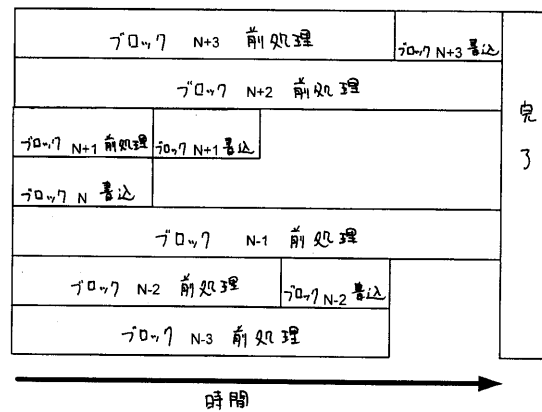 ブロック N+3 前処理
ブロック N+3 書込
ブロック N+2 前処理
ブロック N+1 前処理
ブロック N+1 書込
ブロック N 書込
ブロック N-1 前処理
ブロック N-2 前処理
ブロック N-2 書込
ブロック N-3 前処理
完了
時間